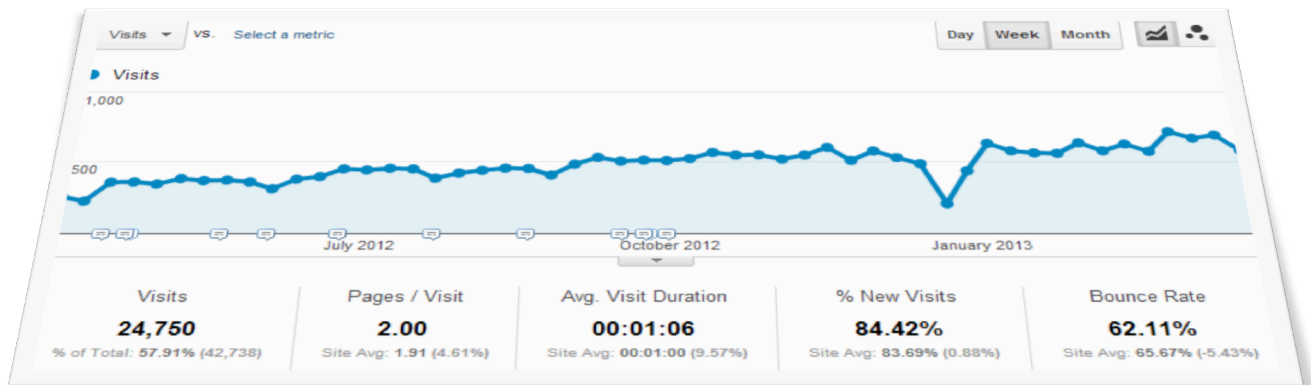 Visits vs. Select a metric Day Week Month
Visits
1,000
500
July 2012 October 2012 January 2013
Visits Pages / Visit Avg. Visit Duration % New Visits Bounce Rate
24,750 2.00 00:01:06 84.42% 62.11%
% of Total: 57.91% (42,738) Site Avg: 1.91 (4.61%) Site Avg: 00:01:00 (9.57%) Site Avg: 83.69% (0.88%) Site Avg: 65.67% (-5.43%)